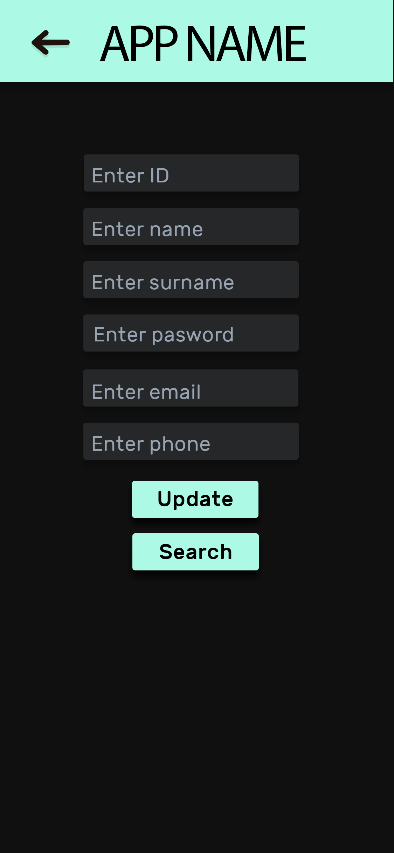 APP NAME
Enter ID
Enter name
Enter surname
Enter pasword
Enter email
Enter phone
Update
Search